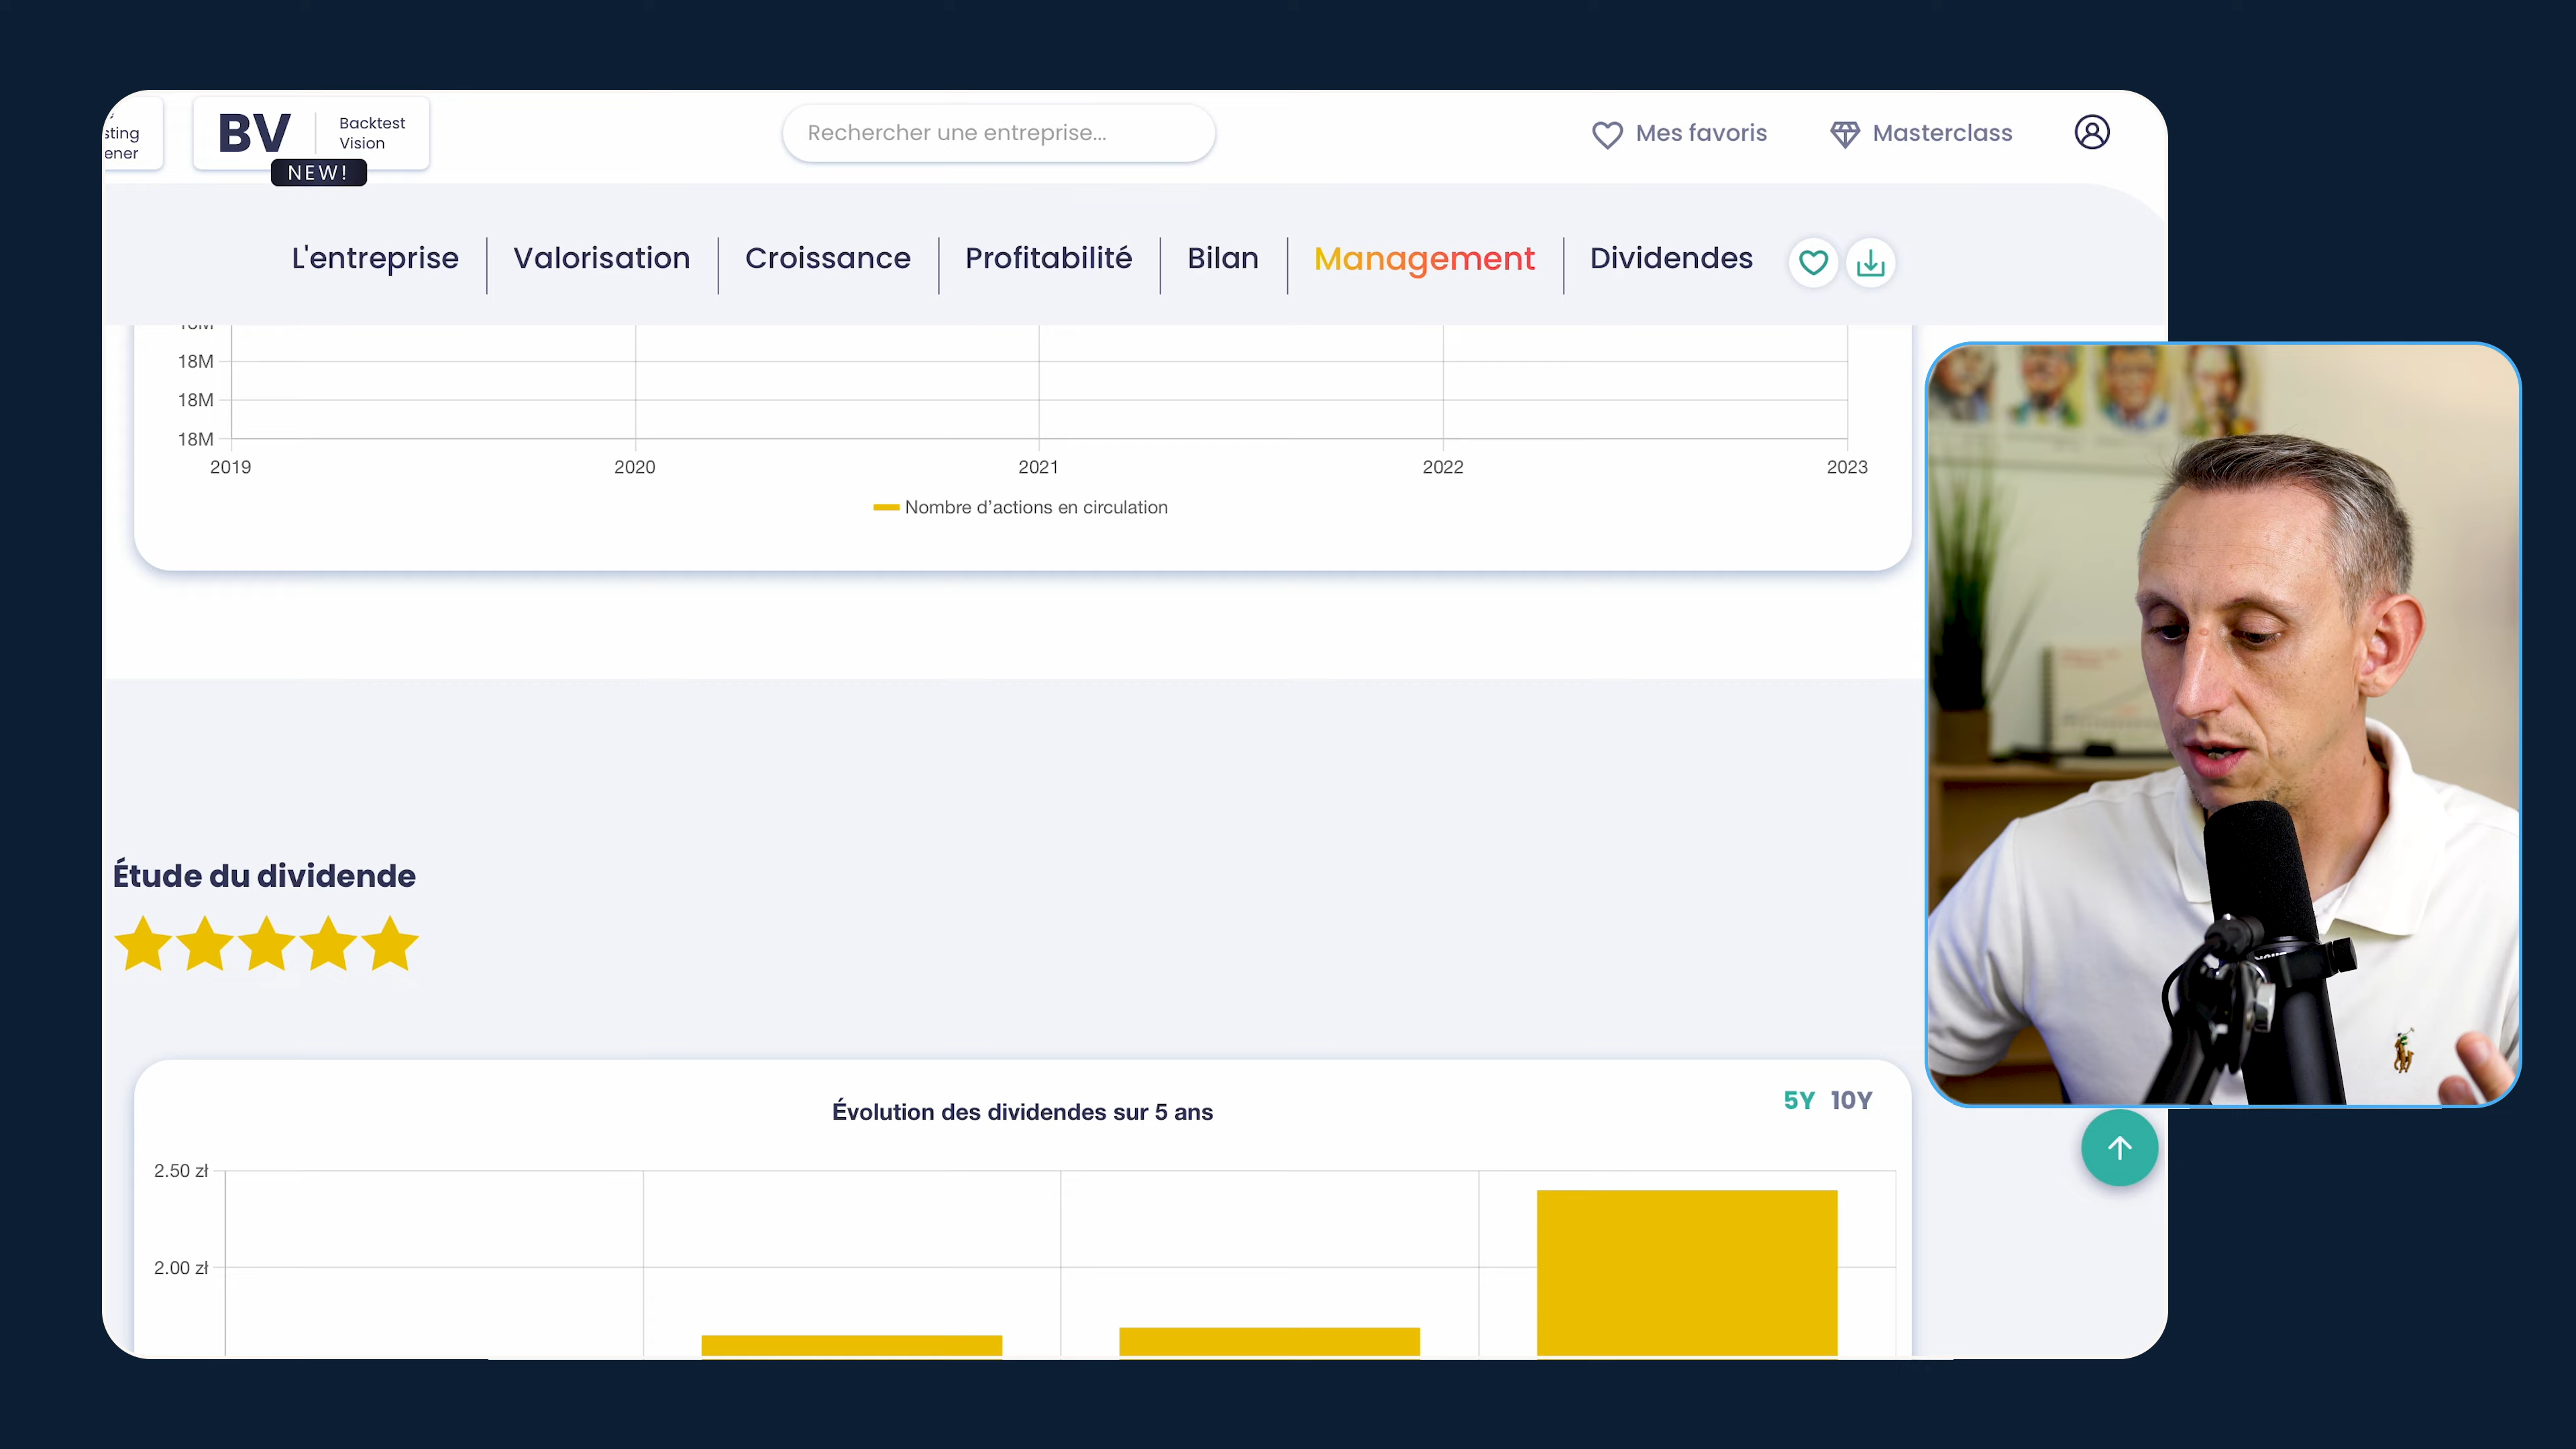 sting
ener
BV
Backtest
Vision
NEW!
Rechercher une entreprise...
Mes favoris
Masterclass
L'entreprise
Valorisation
Croissance
Profitabilité
Bilan
Management
Dividendes
18M
18M
18M
2019 2020 2021 2022 2023
Nombre d'actions en circulation
Étude du dividende
Évolution des dividendes sur 5 ans
5Y 10Y
2.50 zł
2.00 zł